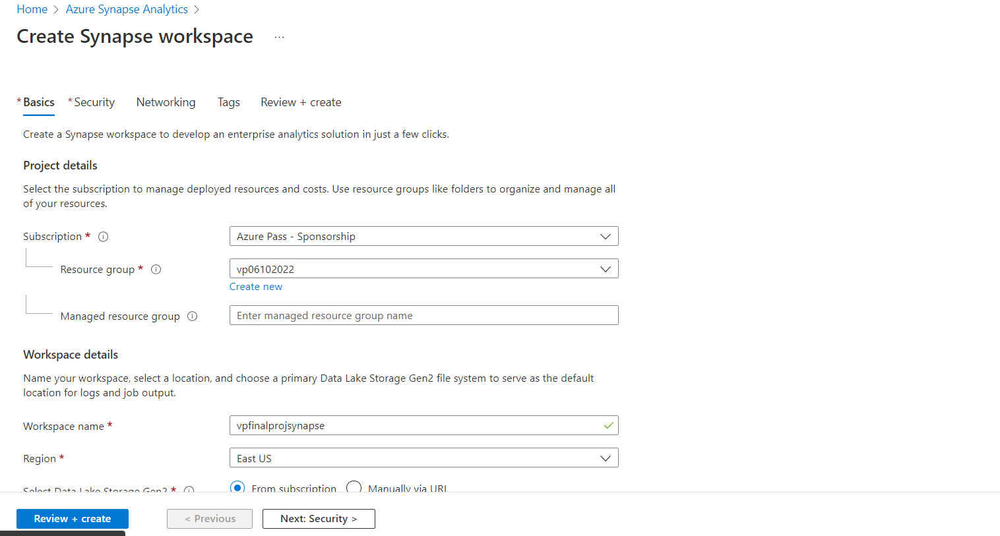 Home > Azure Synapse Analytics >
Create Synapse workspace ...
* Basics * Security Networking Tags Review + create
Create a Synapse workspace to develop an enterprise analytics solution in just a few clicks.
Project details
Select the subscription to manage deployed resources and costs. Use resource groups like folders to organize and manage all
of your resources.
Subscription * Azure Pass - Sponsorship
Resource group * vp06102022
Create new
Managed resource group Enter managed resource group name
Workspace details
Name your workspace, select a location, and choose a primary Data Lake Storage Gen2 file system to serve as the default
location for logs and job output.
Workspace name * vpfinalprojsynapse
Region * East US
Select Data Lake Storage Gen2 * From subscription Manually via URL
Review + create < Previous Next: Security >